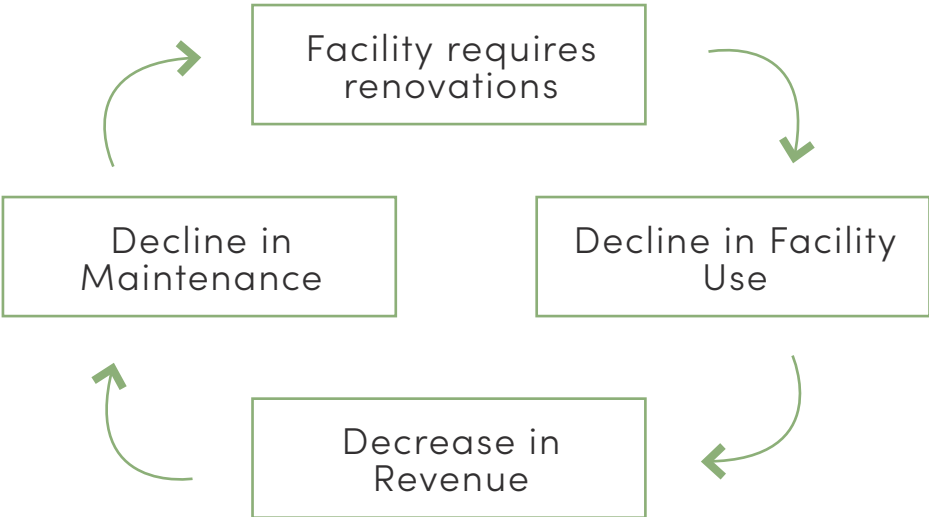 Facility requires
renovations
Decline in
Maintenance
Decline in Facility
Use
Decrease in
Revenue